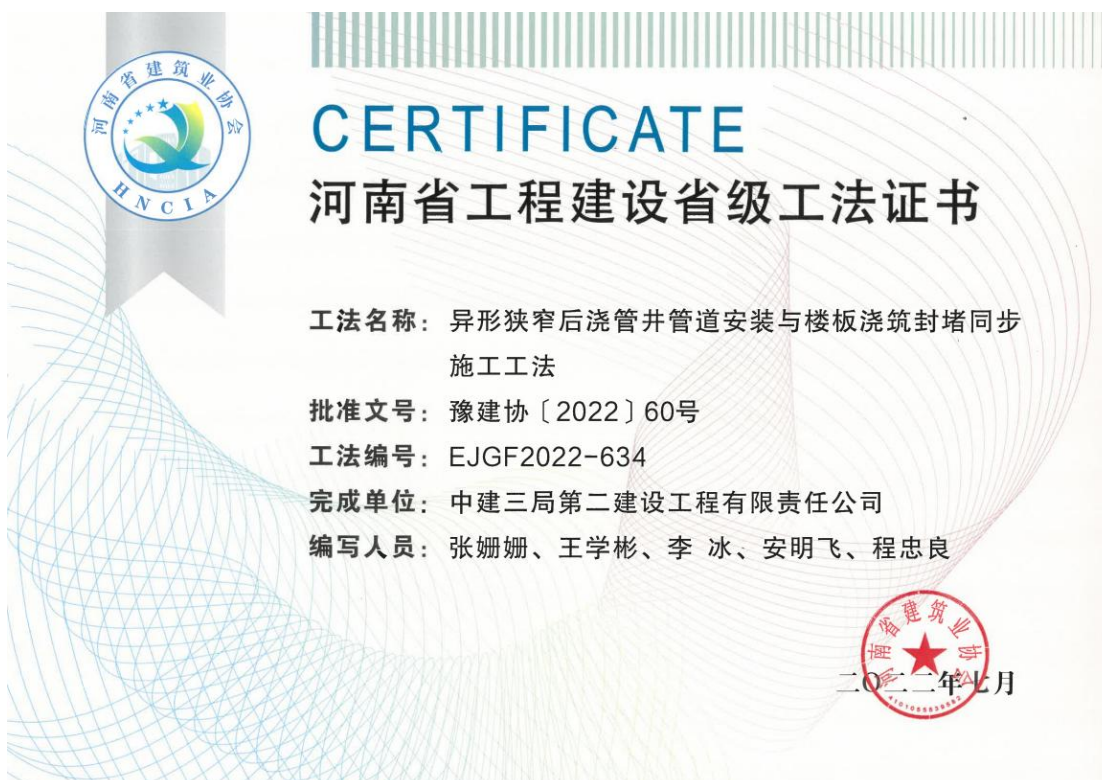 河南省建筑业协会
HNCIA
CERTIFICATE
河南省工程建设省级工法证书
工法名称：异形狭窄后浇管井管道安装与楼板浇筑封堵同步
施工工法
批准文号：豫建协〔2022〕60号
工法编号：EJGF2022-634
完成单位：中建三局第二建设工程有限责任公司
编写人员：张姗姗、王学彬、李 冰、安明飞、程忠良
河南省建筑业协会
二〇二二年七月